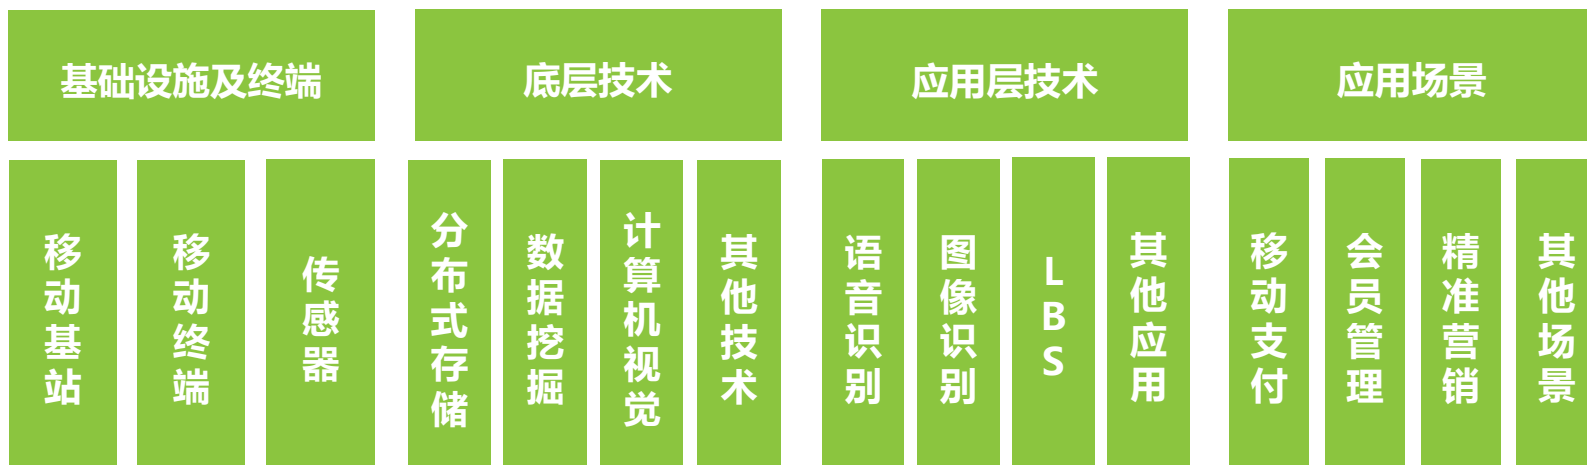 基础设施及终端
底层技术
应用层技术
应用场景
移动基站
移动终端
传感器
分布式存储
数据挖掘
计算机视觉
其他技术
语音识别
图像识别
LBS
其他应用
移动支付
会员管理
精准营销
其他场景